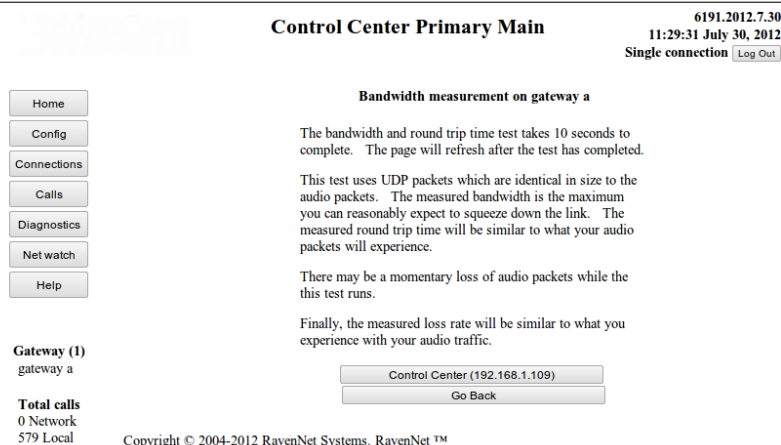 Control Center Primary Main
6191.2012.7.30
11:29:31 July 30, 2012
Single connection Log Out
Home
Config
Connections
Calls
Diagnostics
Net watch
Help
Gateway (1)
gateway a
Total calls
0 Network
579 Local
Bandwidth measurement on gateway a
The bandwidth and round trip time test takes 10 seconds to
complete. The page will refresh after the test has completed.
This test uses UDP packets which are identical in size to the
audio packets. The measured bandwidth is the maximum
you can reasonably expect to squeeze down the link. The
measured round trip time will be similar to what your audio
packets will experience.
There may be a momentary loss of audio packets while the
this test runs.
Finally, the measured loss rate will be similar to what you
experience with your audio traffic.
Control Center (192.168.1.109)
Go Back
Copyright © 2004-2012 RavenNet Systems. RavenNet ™